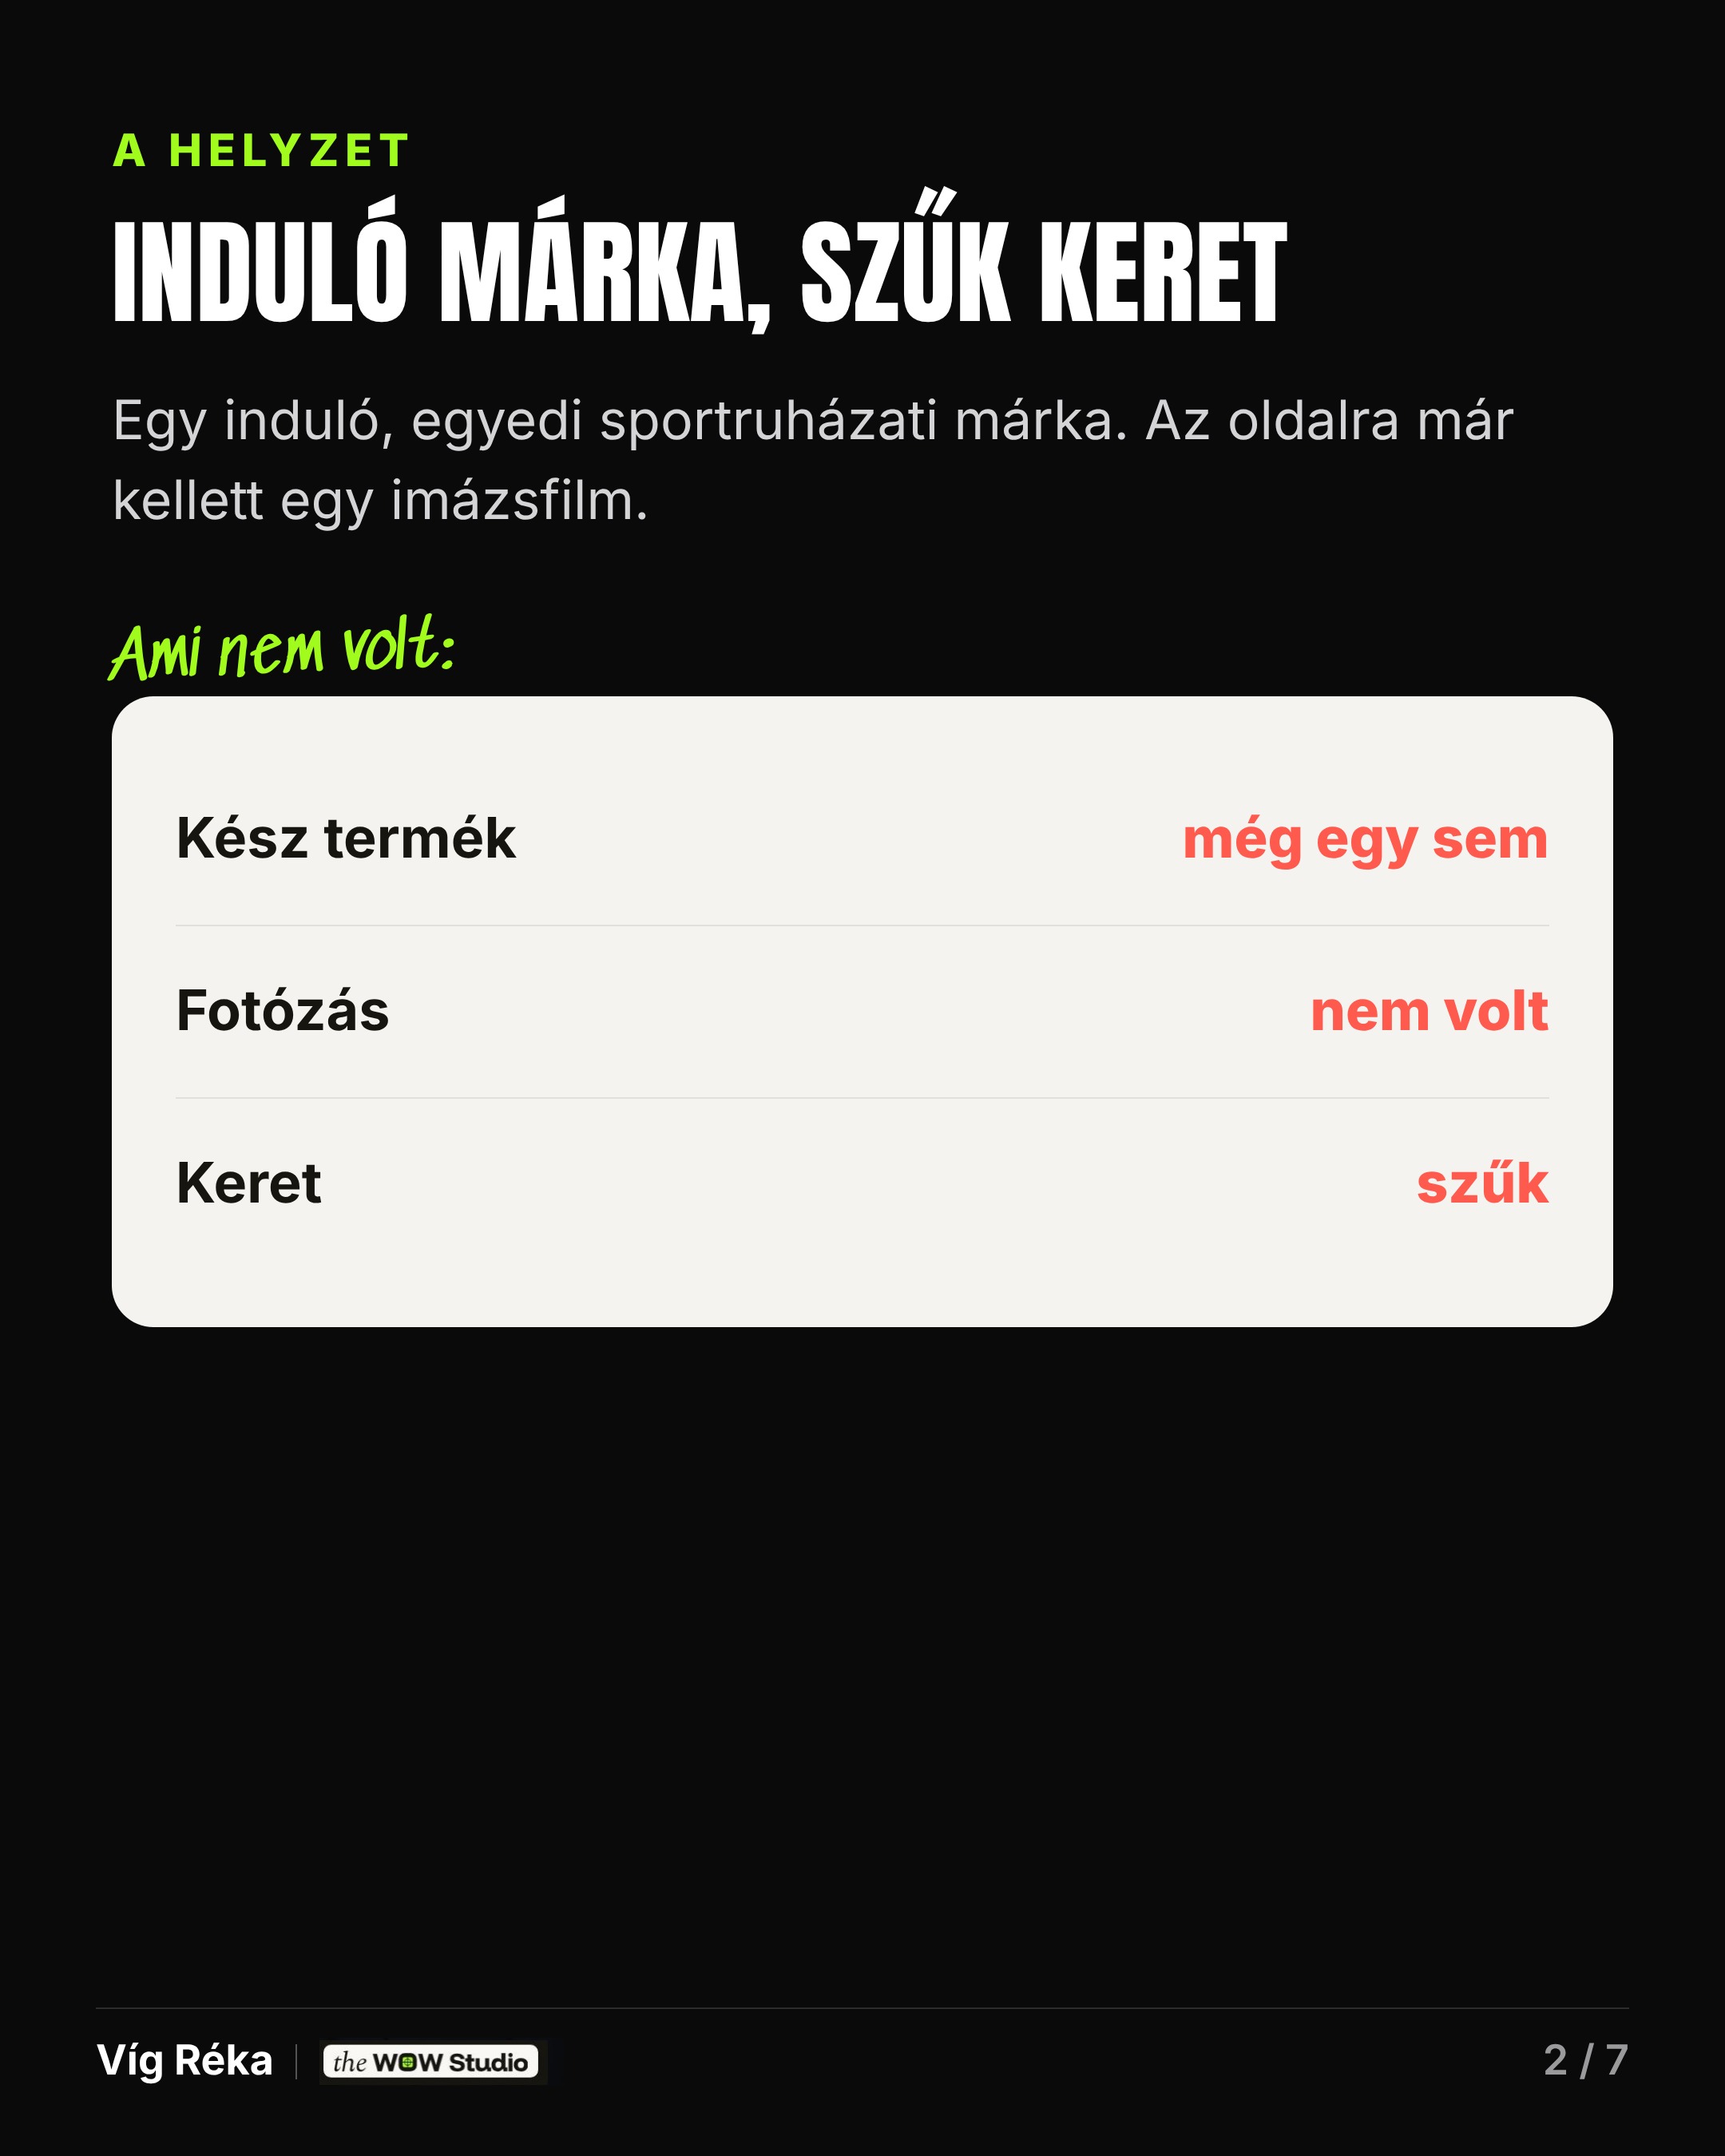 A HELYZET
INDULÓ MÁRKA, SZŰK KERET
Egy induló, egyedi sportruházati márka. Az oldalra már
kellett egy imázsfilm.
Ami nem volt:
Kész termék még egy sem
Fotózás nem volt
Keret szűk
Víg Réka the WOW Studio 2 / 7